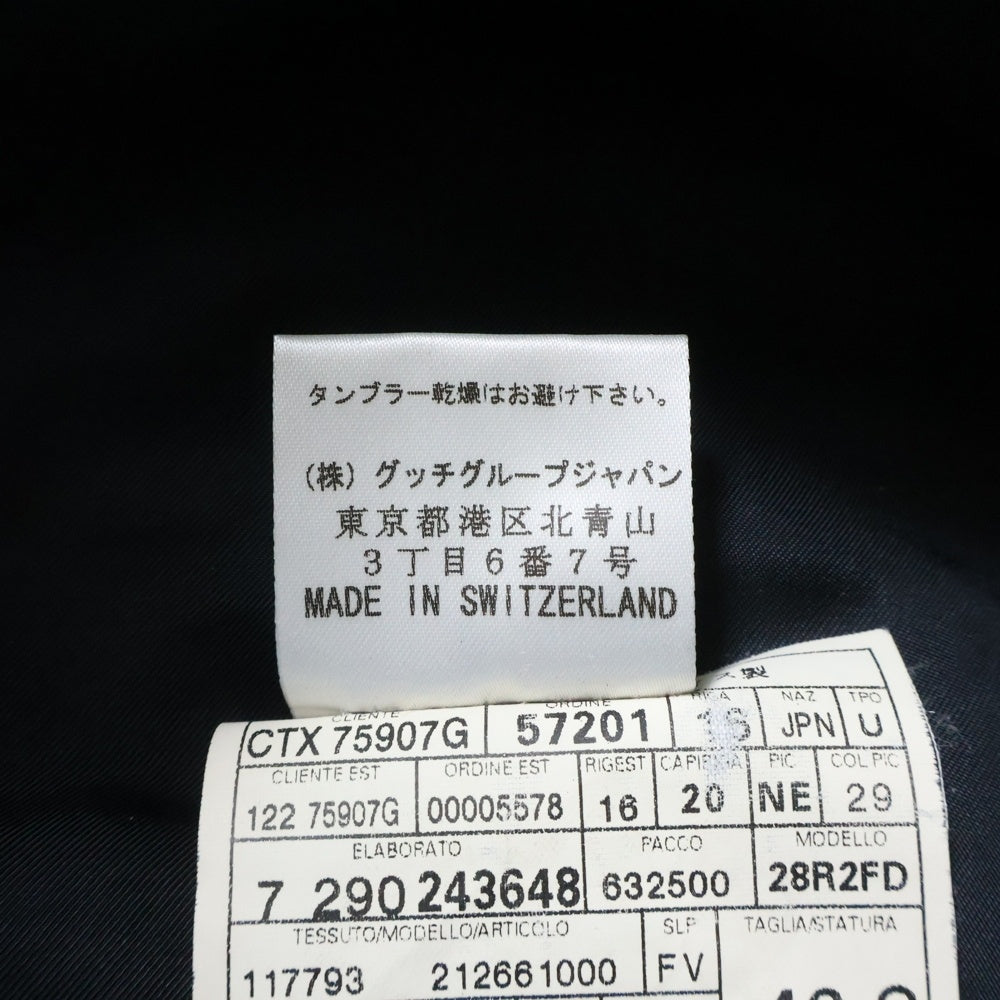 タンブラー乾燥はお避け下さい。
(株)グッチグループジャパン
東京都港区北青山
3丁目6番7号
MADE IN SWITZERLAND
製
CLIENTE ORDINE NAZ TPO
CTX 75907G 57201 16 JPN U
CLIENTE EST ORDINE EST RIGEST PIC COL PIC
122 75907G 00005578 16 20 NE 29
ELABORATO PACCO MODELLO
7 290 243648 632500 28R2FD
TESSUTO/MODELLO/ARTICOLO SLP TAGLIA/STATURA
117793 212661000 FV